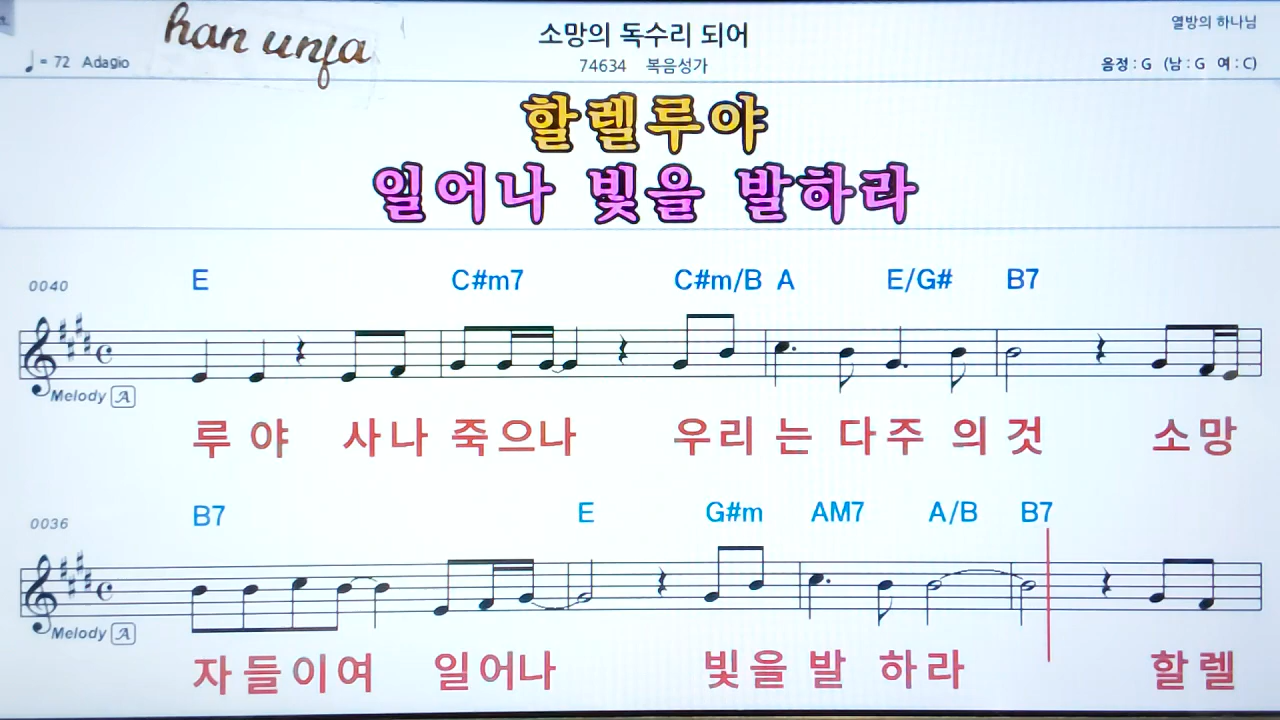 han unfa
소망의 독수리 되어
열방의 하나님
♩= 72 Adagio
74634 복음성가
음정 : G (남 : G 여 : C)
할렐루야
일어나 빛을 발하라
0040
E C#m7 C#m/B A E/G# B7
Melody A
루 야 사나 죽으나 우리 는 다주 의 것 소망
0036
B7 E G#m AM7 A/B B7
Melody A
자들이여 일어나 빛을 발 하라 할렐